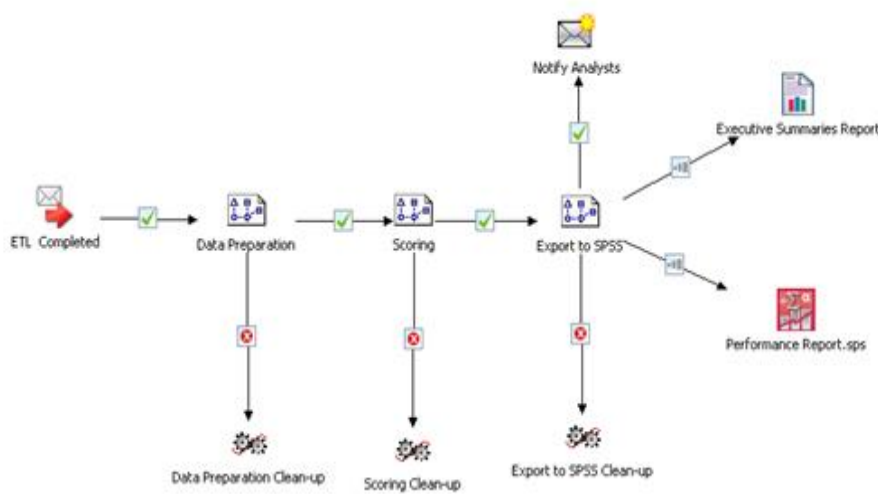 Notify Analysts
Executive Summaries Report
ETL Completed
Data Preparation
Scoring
Export to SPSS
Performance Report.sps
Data Preparation Clean-up
Scoring Clean-up
Export to SPSS Clean-up